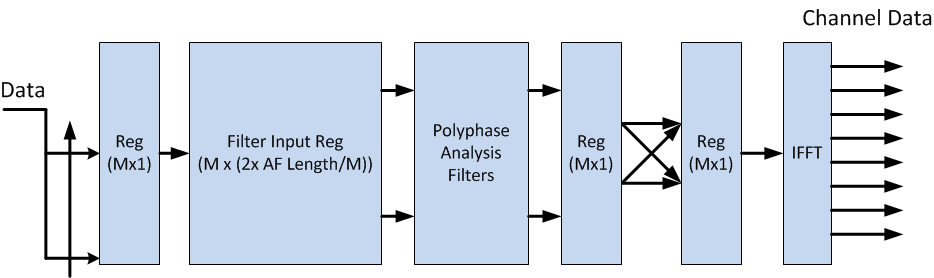 Channel Data
Data
Reg
(Mx1)
Filter Input Reg
(M x (2x AF Length/M))
Polyphase
Analysis
Filters
Reg
(Mx1)
Reg
(Mx1)
IFFT